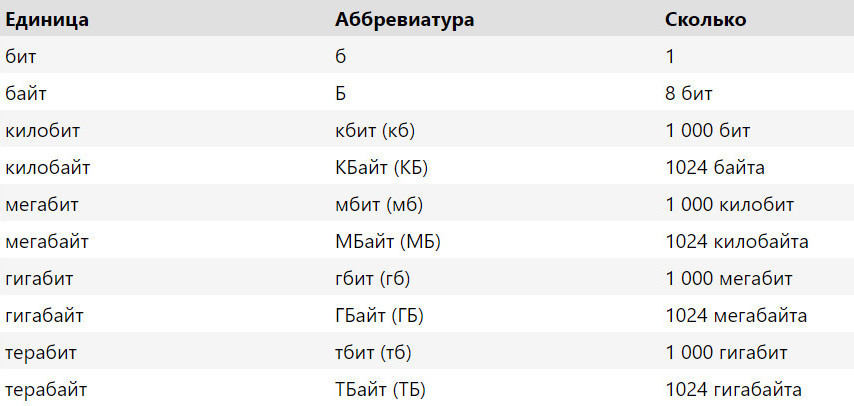 Единица Аббревиатура Сколько
бит б 1
байт Б 8 бит
килобит кбит (кб) 1 000 бит
килобайт КБайт (КБ) 1024 байта
мегабит мбит (мб) 1 000 килобит
мегабайт МБайт (МБ) 1024 килобайта
гигабит гбит (гб) 1 000 мегабит
гигабайт ГБайт (ГБ) 1024 мегабайта
терабит тбит (тб) 1 000 гигабит
терабайт ТБайт (ТБ) 1024 гигабайта